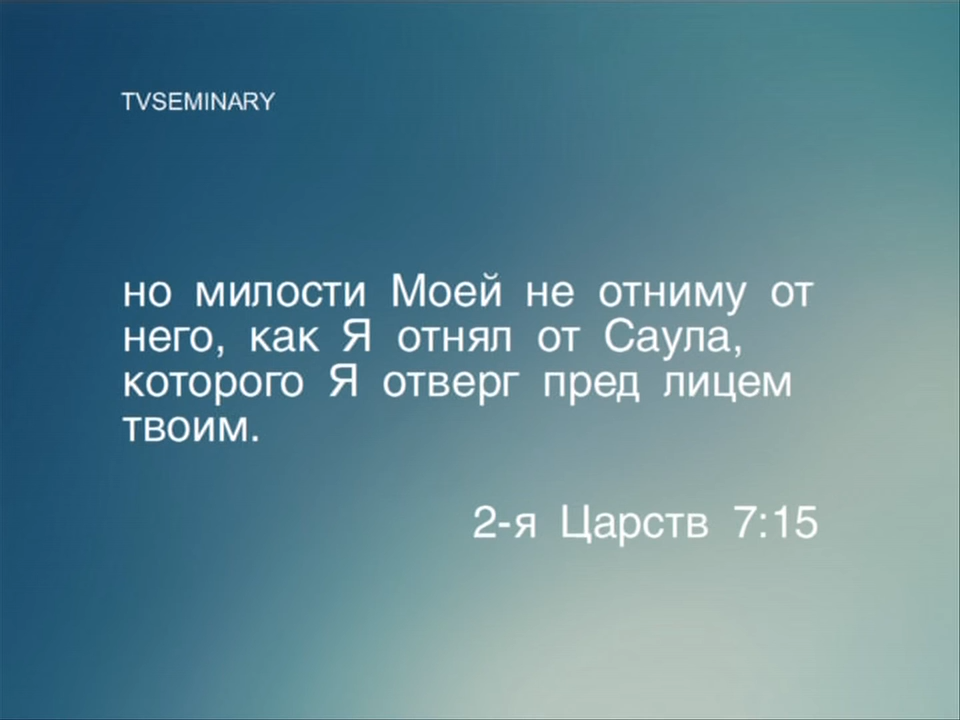 TVSEMINARY
но милости Моей не отниму от
него, как Я отнял от Саула,
которого Я отверг пред лицем
твоим.
2-я Царств 7:15